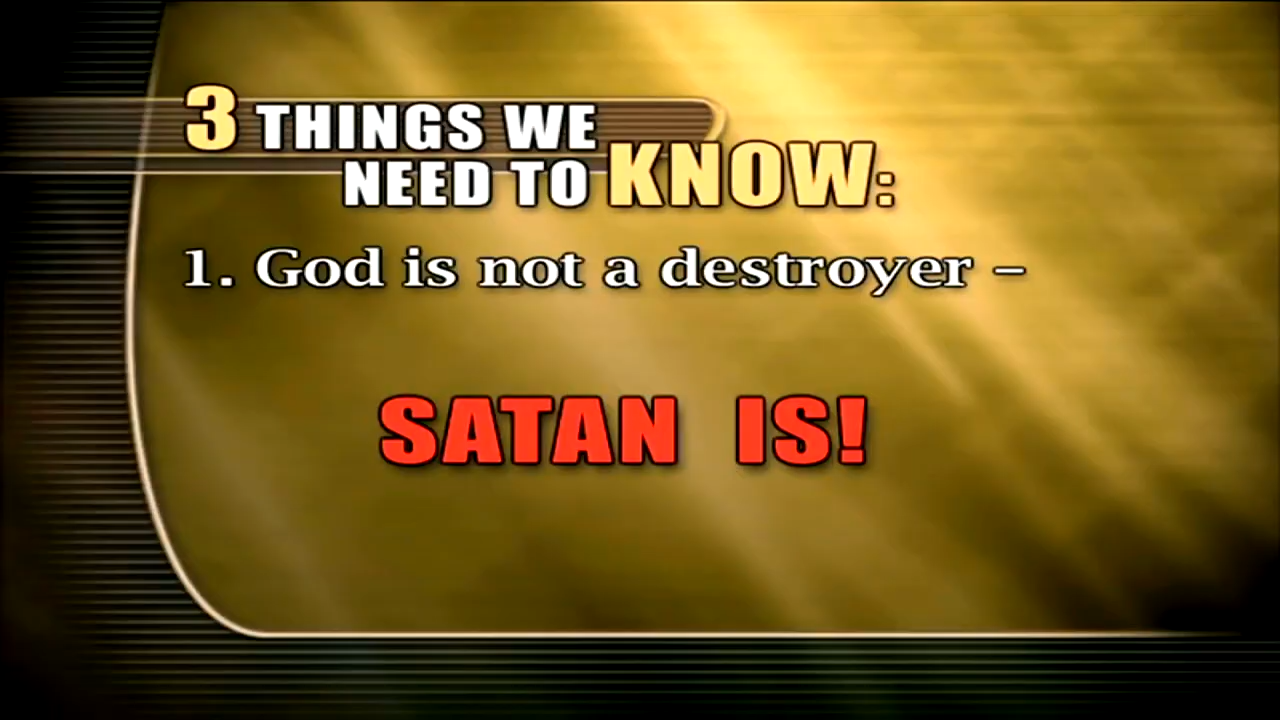 3 THINGS WE
NEED TO KNOW:
1. God is not a destroyer –
SATAN IS!